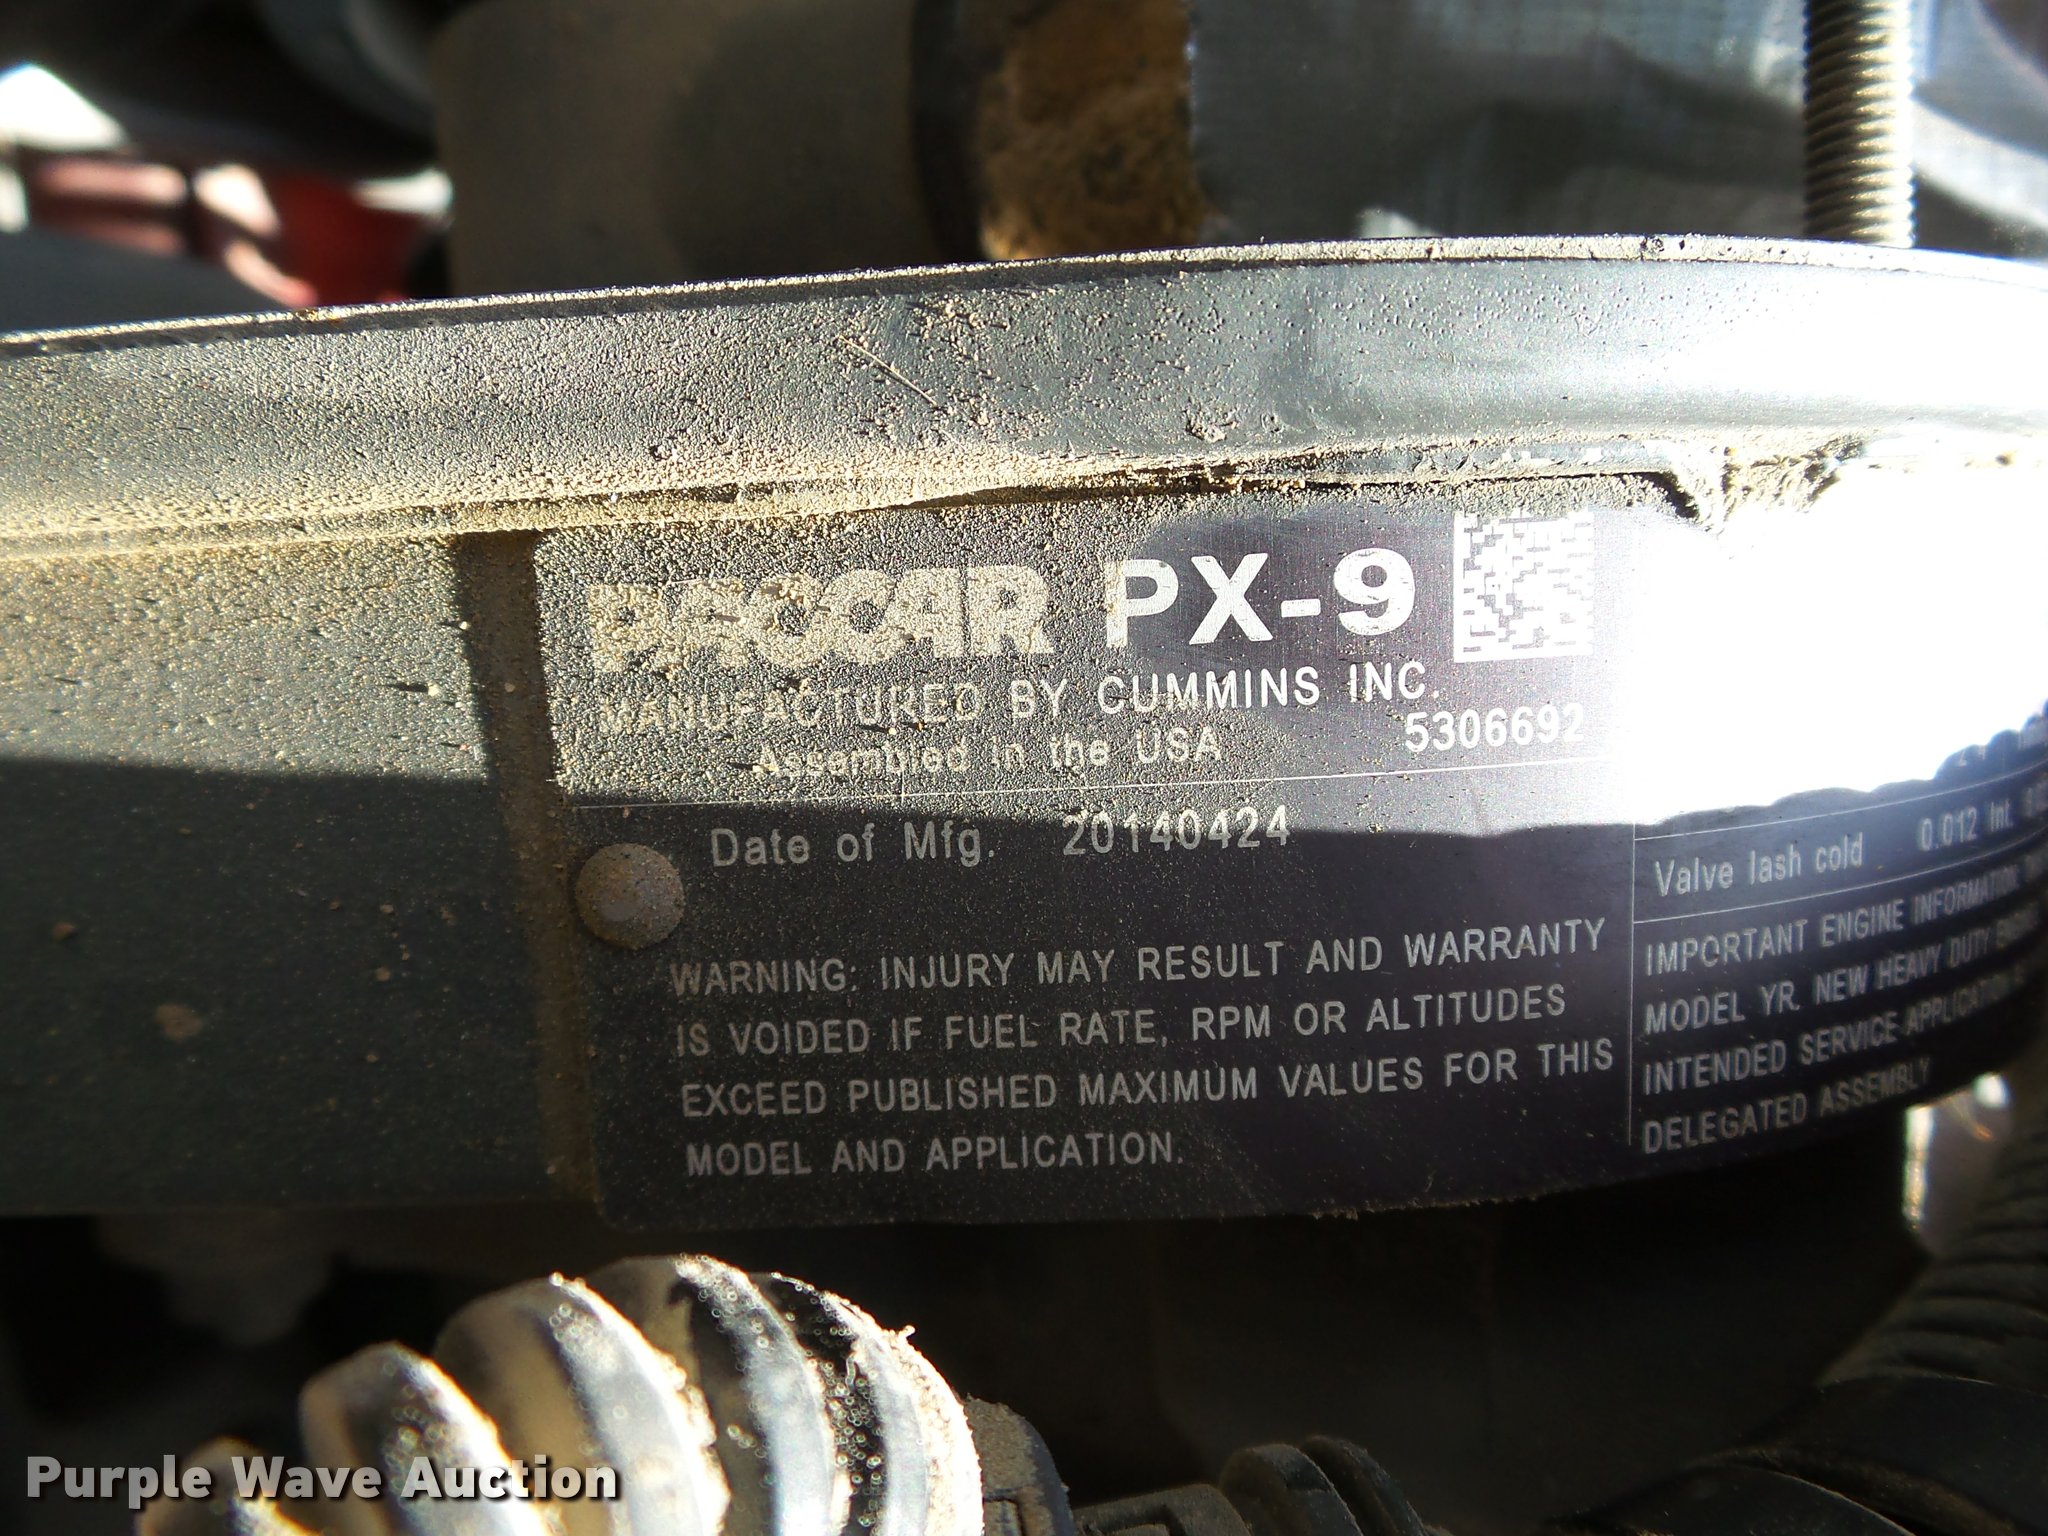 PACCAR PX-9
MANUFACTURED BY CUMMINS INC.
5306692
Assembled in the USA
Date of Mfg. 20140424
WARNING: INJURY MAY RESULT AND WARRANTY
IS VOIDED IF FUEL RATE, RPM OR ALTITUDES
EXCEED PUBLISHED MAXIMUM VALUES FOR THIS
MODEL AND APPLICATION.
Valve lash cold 0.012 Int.
IMPORTANT ENGINE INFORMATION
MODEL YR. NEW HEAVY DUTY
INTENDED SERVICE APPLICATION
DELEGATED ASSEMBLY
Purple Wave Auction